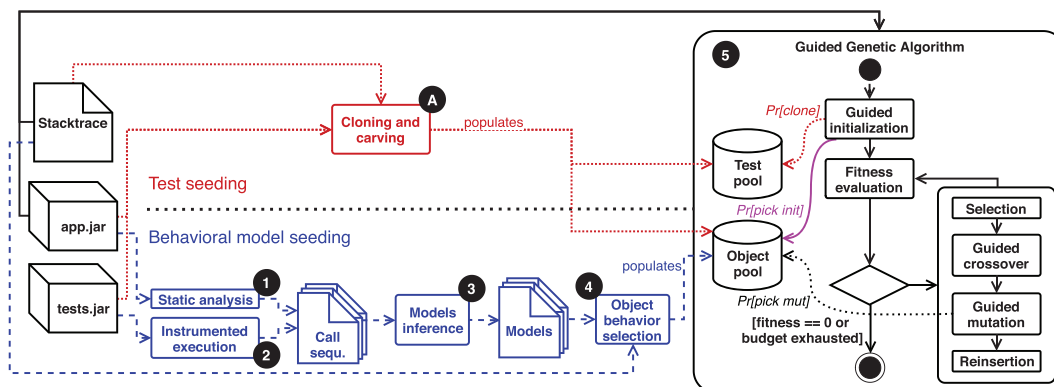 5
Guided Genetic Algorithm
Stacktrace
A
Cloning and
carving
populates
Pr[clone]
Guided
initialization
Test
pool
Fitness
evaluation
Test seeding
app.jar
Pr[pick init]
Selection
Behavioral model seeding
Object
pool
Guided
crossover
populates
tests.jar
1
Static analysis
Instrumented
execution
2
Call
sequ.
3
Models
inference
Models
4
Object
behavior
selection
Pr[pick mut]
Guided
mutation
[fitness == 0 or
budget exhausted]
Reinsertion